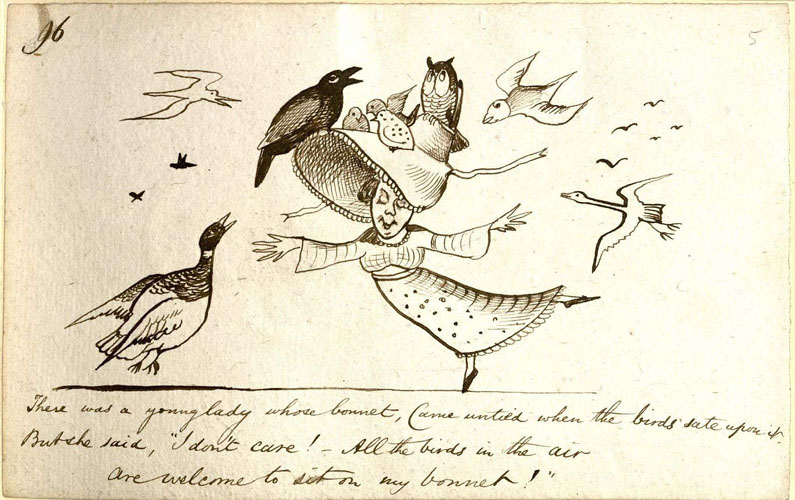 96
5
There was a young lady whose bonnet, Came untied when the birds sate upon it.
But she said, "I don't care! – All the birds in the air
are welcome to sit on my bonnet!"